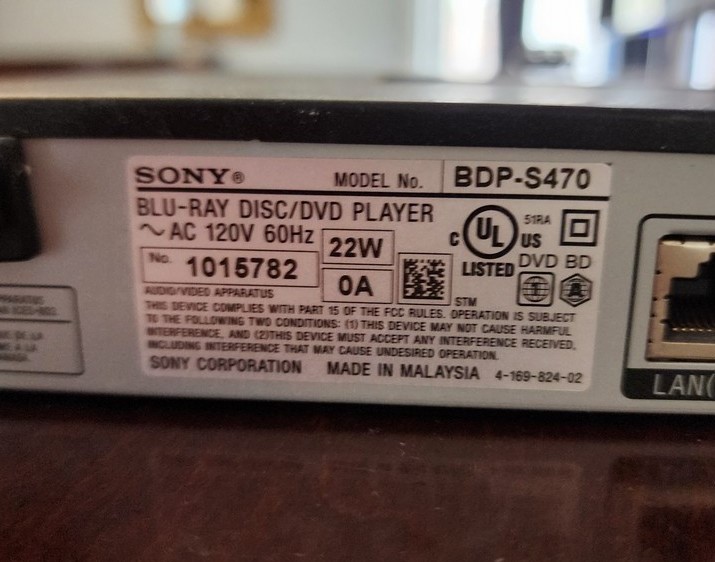 SONY® MODEL No. BDP-S470
BLU-RAY DISC/DVD PLAYER
~ AC 120V 60Hz 22W
No. 1015782 0A
C UL US 51RA
LISTED DVD BD
AUDIO/VIDEO APPARATUS
STM
THIS DEVICE COMPLIES WITH PART 15 OF THE FCC RULES. OPERATION IS SUBJECT
TO THE FOLLOWING TWO CONDITIONS: (1) THIS DEVICE MAY NOT CAUSE HARMFUL
INTERFERENCE, AND (2)THIS DEVICE MUST ACCEPT ANY INTERFERENCE RECEIVED,
INCLUDING INTERFERENCE THAT MAY CAUSE UNDESIRED OPERATION.
SONY CORPORATION MADE IN MALAYSIA 4-169-824-02
LAN(